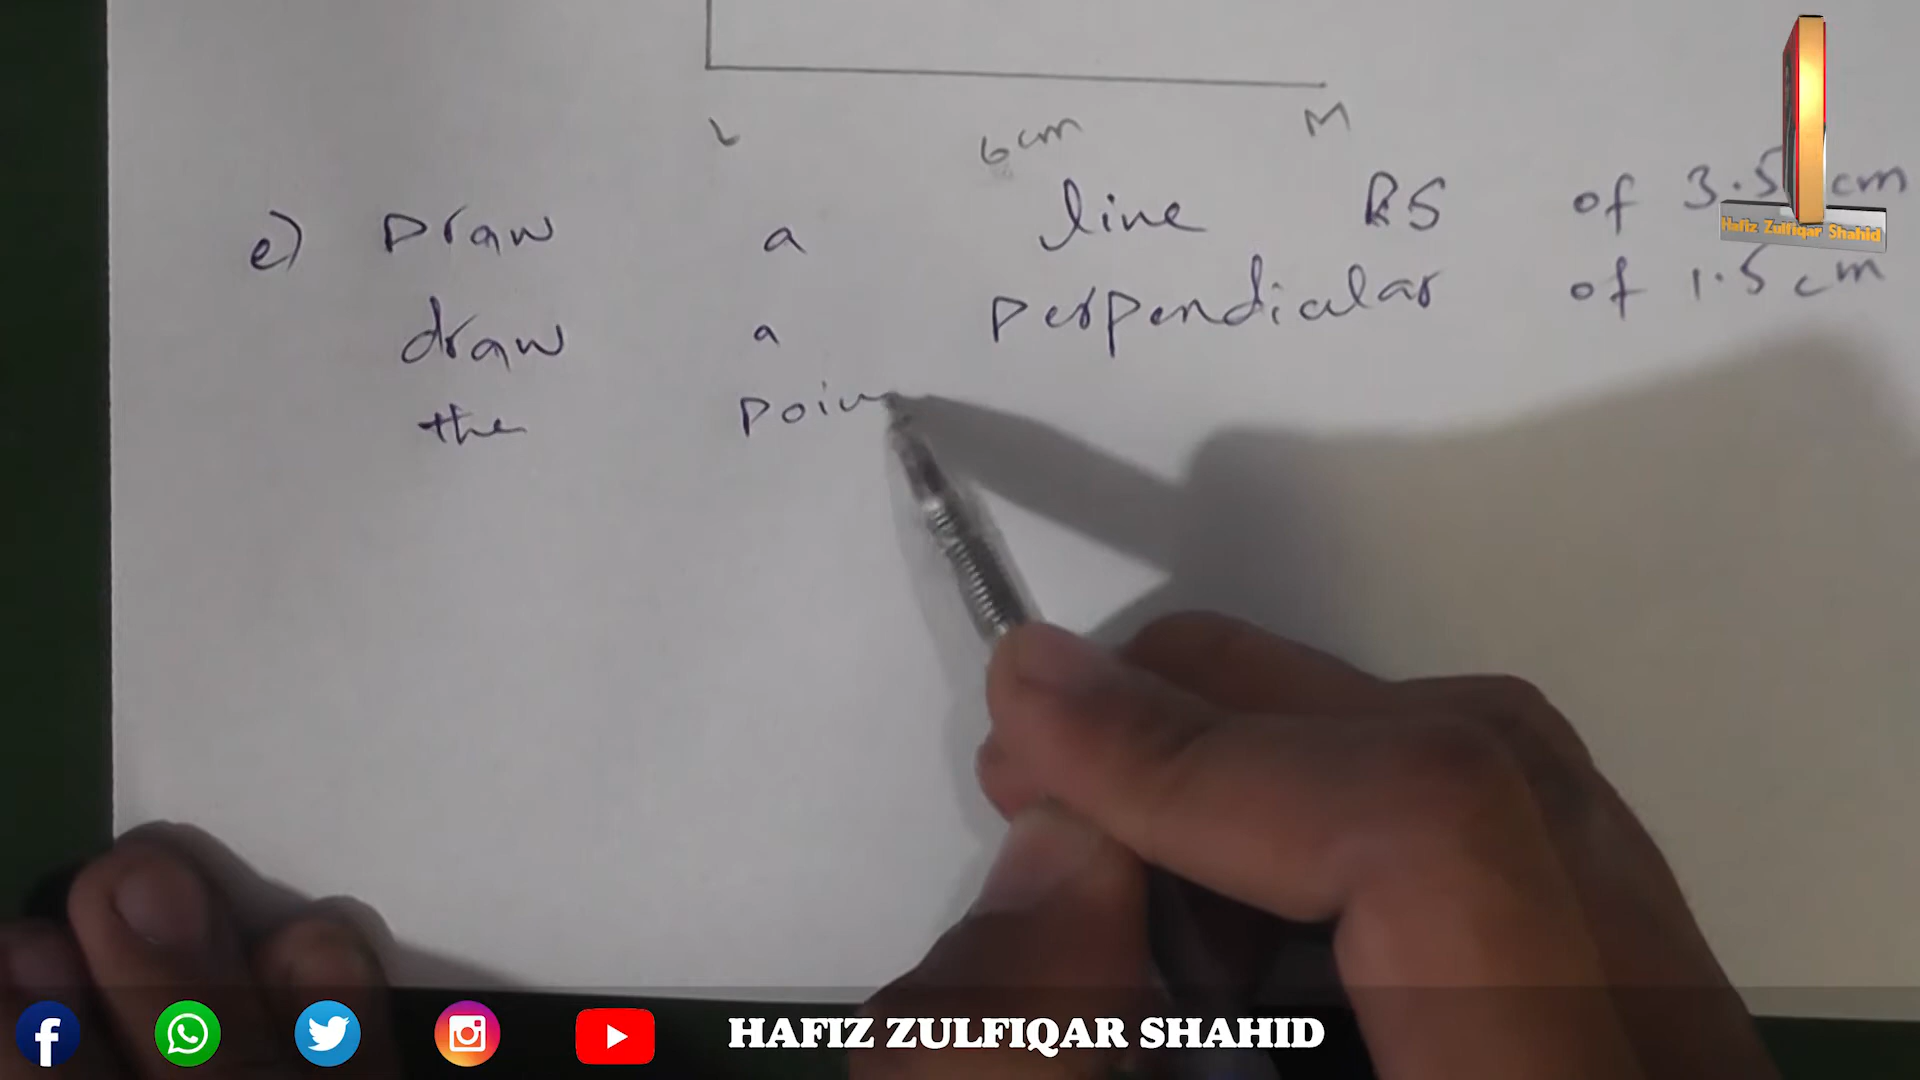 L 6cm M
e) Draw a line RS of 3.5 cm
draw a perpendicular of 1.5 cm
the poin
Hafiz Zulfiqar Shahid
HAFIZ ZULFIQAR SHAHID